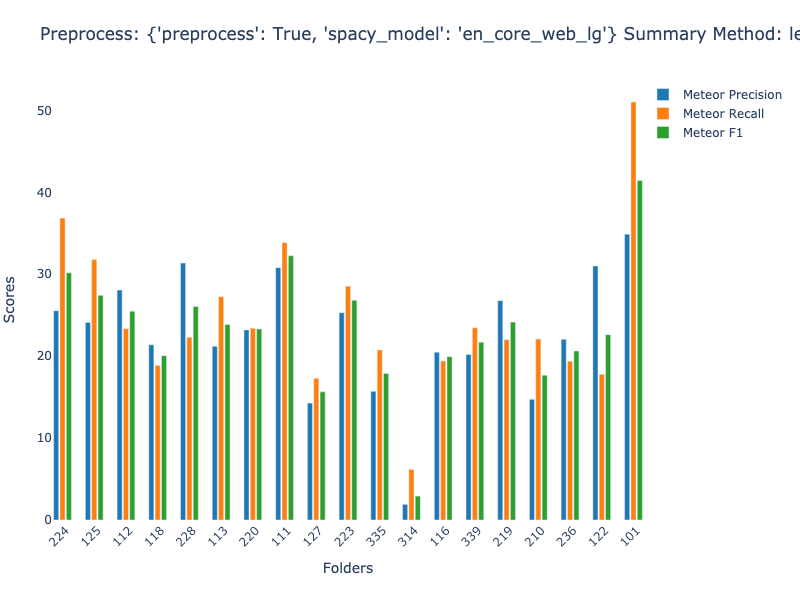 Preprocess: {'preprocess': True, 'spacy_model': 'en_core_web_lg'} Summary Method: le
Meteor Precision
Meteor Recall
Meteor F1
50
40
30
20
10
0
Scores
224 125 112 118 228 113 220 111 127 223 335 314 116 339 219 210 236 122 101
Folders